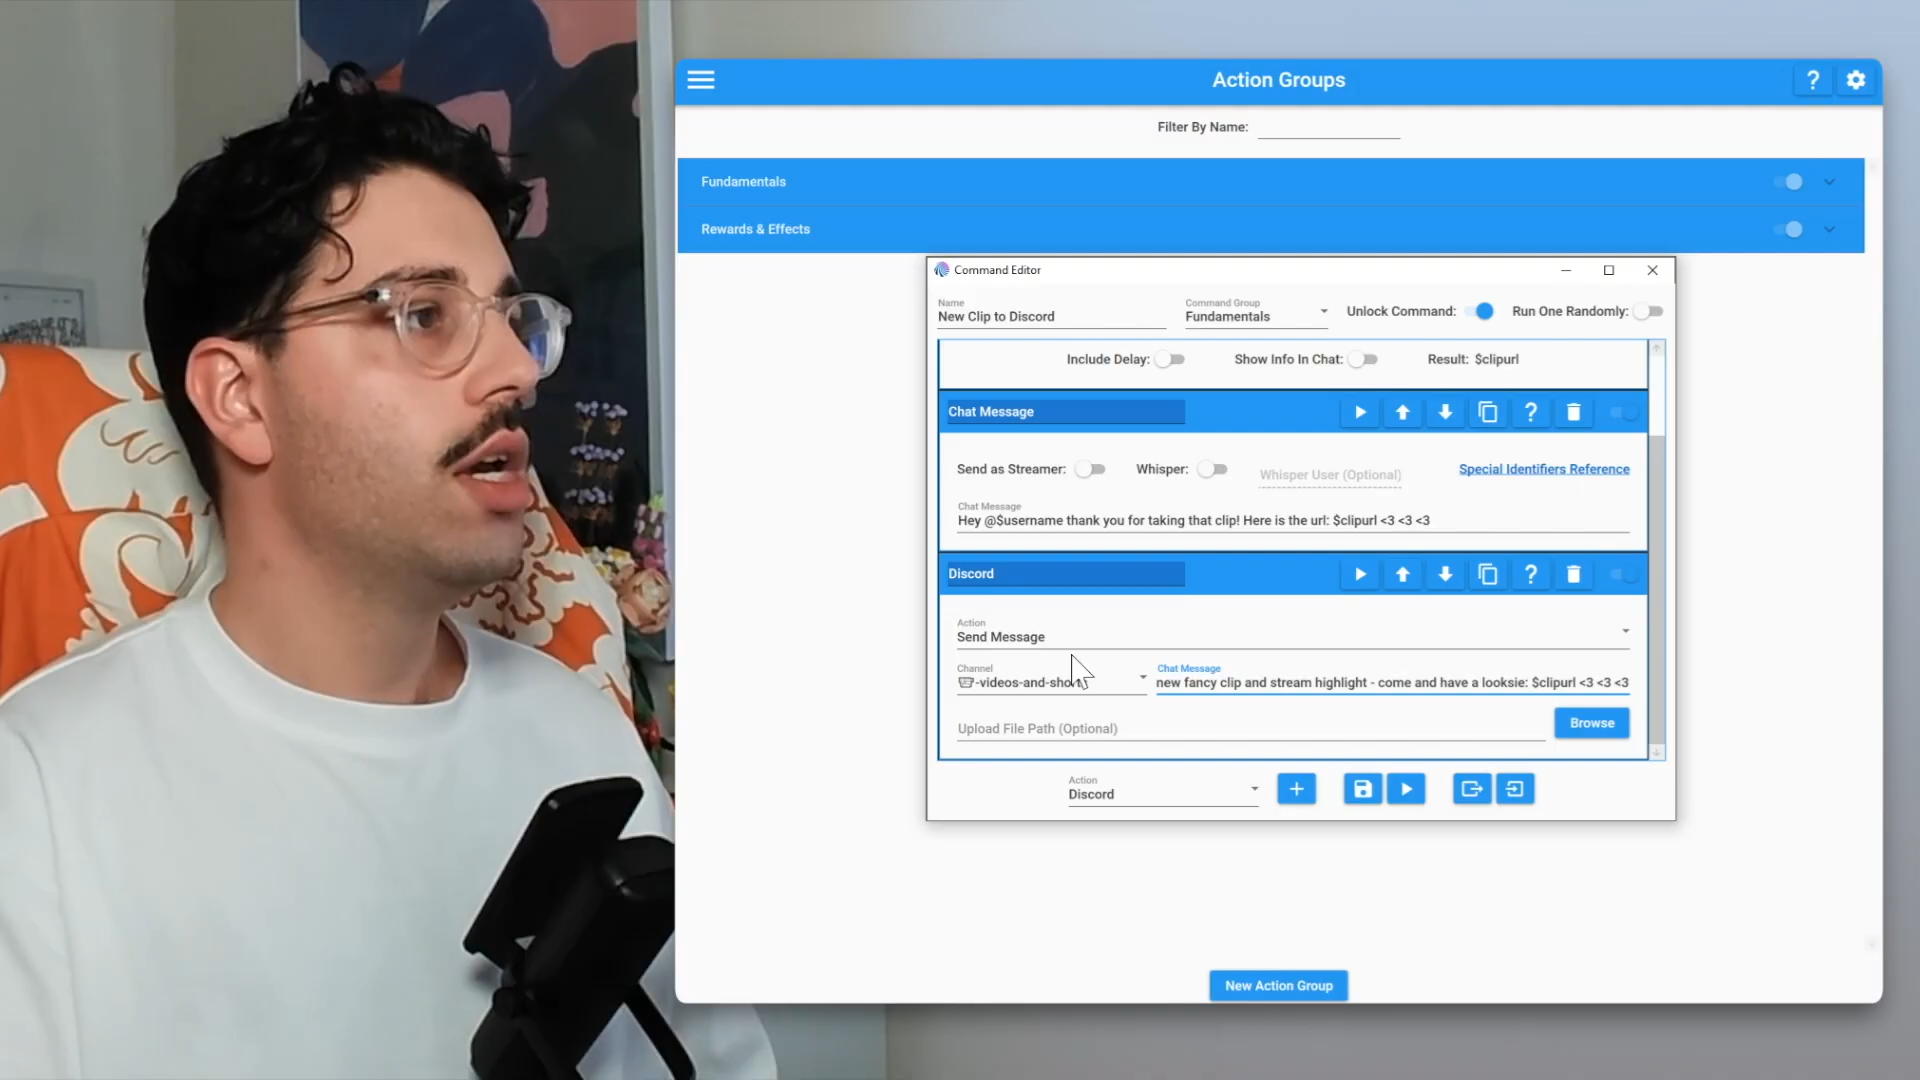 Action Groups
?
Filter By Name:
Fundamentals
Rewards & Effects
Command Editor
Name
New Clip to Discord
Command Group
Fundamentals
Unlock Command:
Run One Randomly:
Include Delay:
Show Info In Chat:
Result: $clipurl
Chat Message
?
Send as Streamer:
Whisper:
Whisper User (Optional)
Special Identifiers Reference
Chat Message
Hey @$username thank you for taking that clip! Here is the url: $clipurl <3 <3 <3
Discord
?
Action
Send Message
Channel
-videos-and-shor
Chat Message
new fancy clip and stream highlight - come and have a looksie: $clipurl <3 <3 <3
Upload File Path (Optional)
Browse
Action
Discord
+
New Action Group